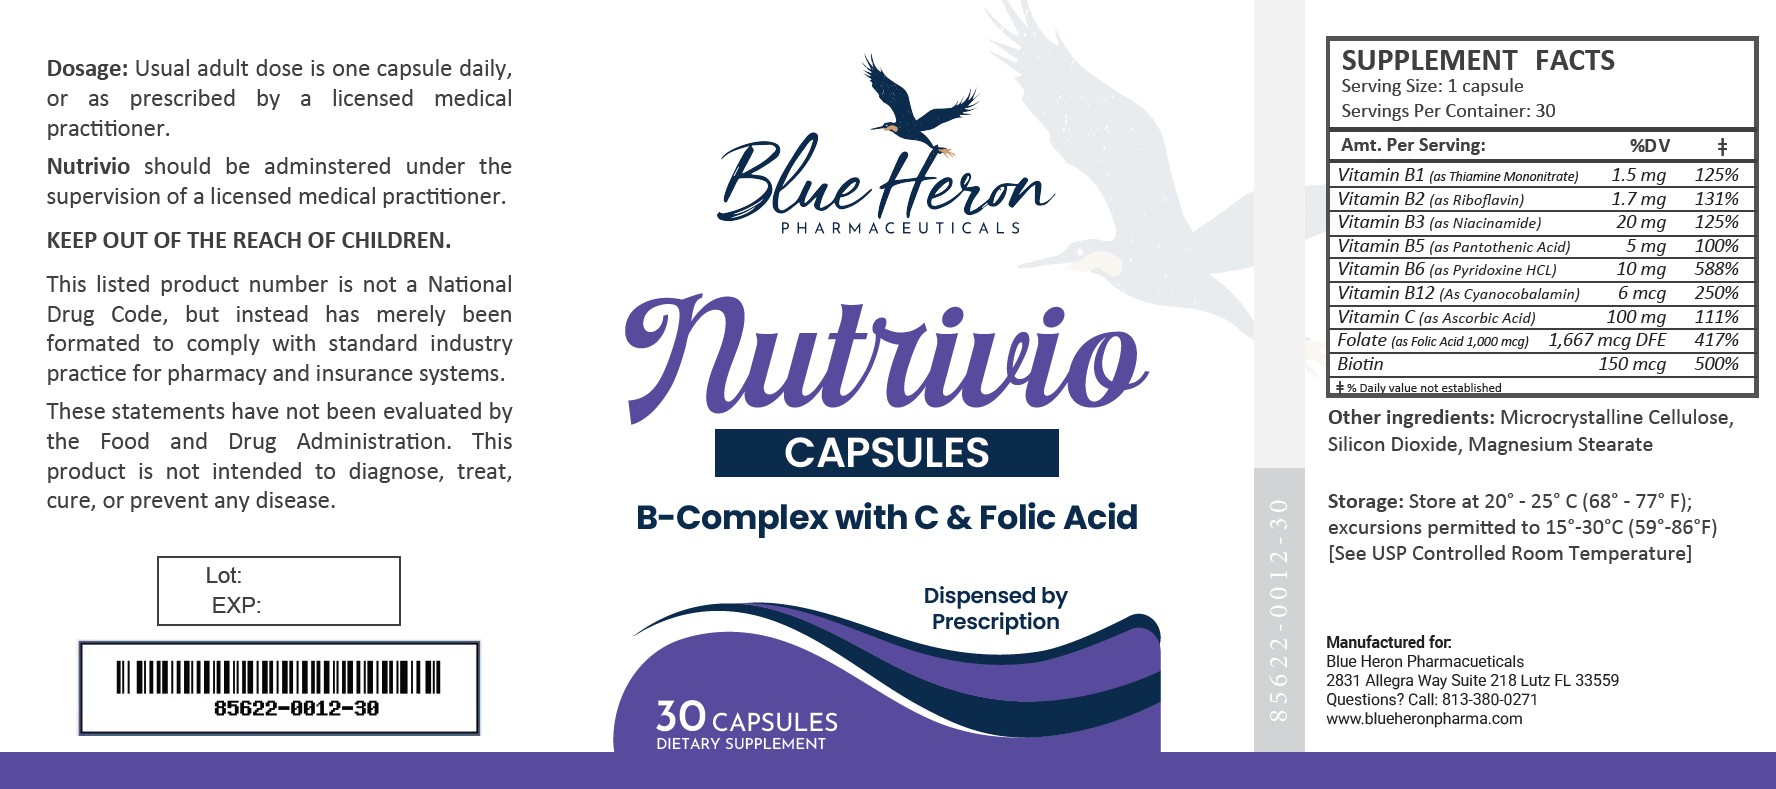 Dosage: Usual adult dose is one capsule daily,
or as prescribed by a licensed medical
practitioner.
Nutrivio should be adminstered under the
supervision of a licensed medical practitioner.
KEEP OUT OF THE REACH OF CHILDREN.
This listed product number is not a National
Drug Code, but instead has merely been
formated to comply with standard industry
practice for pharmacy and insurance systems.
These statements have not been evaluated by
the Food and Drug Administration. This
product is not intended to diagnose, treat,
cure, or prevent any disease.
Lot:
EXP:
85622-0012-30
Blue Heron
PHARMACEUTICALS
Nutrivio
CAPSULES
B-Complex with C & Folic Acid
Dispensed by
Prescription
30 CAPSULES
DIETARY SUPPLEMENT
85622-0012-30
SUPPLEMENT FACTS
Serving Size: 1 capsule
Servings Per Container: 30
Amt. Per Serving: %DV ǂ
Vitamin B1 (as Thiamine Mononitrate) 1.5 mg 125%
Vitamin B2 (as Riboflavin) 1.7 mg 131%
Vitamin B3 (as Niacinamide) 20 mg 125%
Vitamin B5 (as Pantothenic Acid) 5 mg 100%
Vitamin B6 (as Pyridoxine HCL) 10 mg 588%
Vitamin B12 (As Cyanocobalamin) 6 mcg 250%
Vitamin C (as Ascorbic Acid) 100 mg 111%
Folate (as Folic Acid 1,000 mcg) 1,667 mcg DFE 417%
Biotin 150 mcg 500%
ǂ % Daily value not established
Other ingredients: Microcrystalline Cellulose,
Silicon Dioxide, Magnesium Stearate
Storage: Store at 20° - 25° C (68° - 77° F);
excursions permitted to 15°-30°C (59°-86°F)
[See USP Controlled Room Temperature]
Manufactured for:
Blue Heron Pharmacueticals
2831 Allegra Way Suite 218 Lutz FL 33559
Questions? Call: 813-380-0271
www.blueheronpharma.com